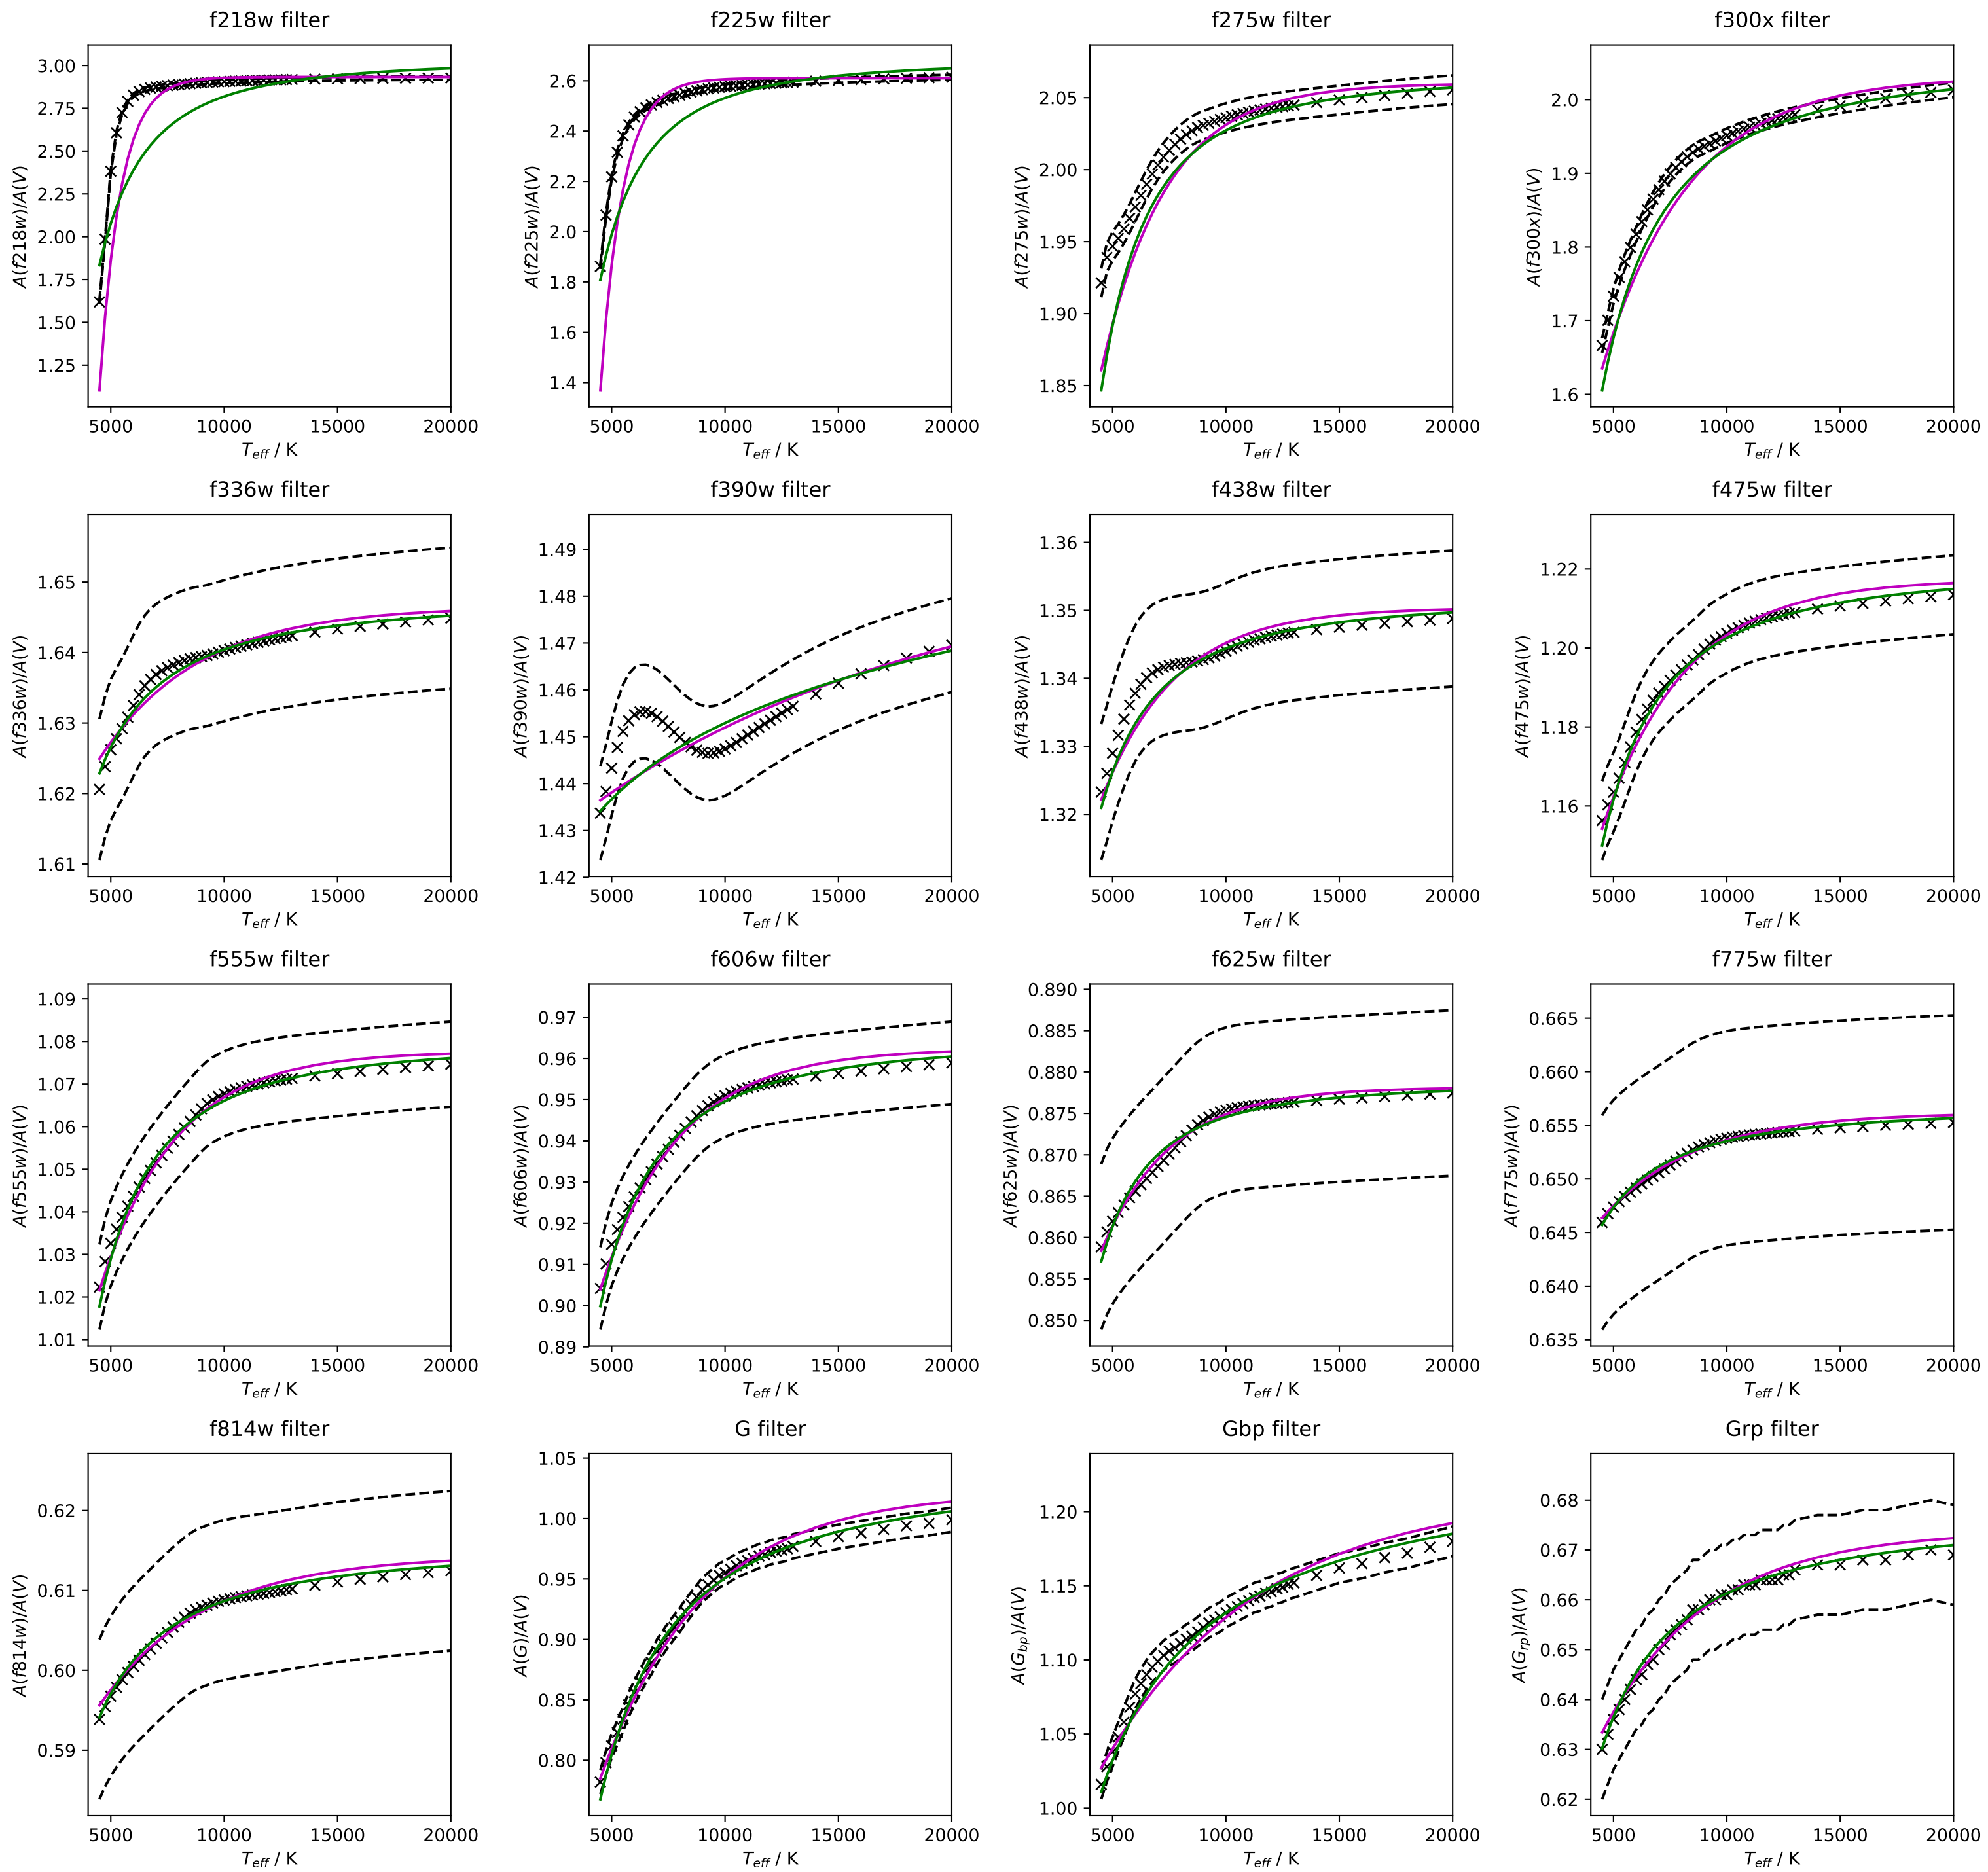 f218w filter
f225w filter
f275w filter
f300x filter
3.00
2.75
2.50
2.25
2.00
1.75
1.50
1.25
A(f218w)/A(V)
5000 10000 15000 20000
T_eff / K
2.6
2.4
2.2
2.0
1.8
1.6
1.4
A(f225w)/A(V)
5000 10000 15000 20000
T_eff / K
2.05
2.00
1.95
1.90
1.85
A(f275w)/A(V)
5000 10000 15000 20000
T_eff / K
2.0
1.9
1.8
1.7
1.6
A(f300x)/A(V)
5000 10000 15000 20000
T_eff / K
f336w filter
f390w filter
f438w filter
f475w filter
1.65
1.64
1.63
1.62
1.61
A(f336w)/A(V)
5000 10000 15000 20000
T_eff / K
1.49
1.48
1.47
1.46
1.45
1.44
1.43
1.42
A(f390w)/A(V)
5000 10000 15000 20000
T_eff / K
1.36
1.35
1.34
1.33
1.32
A(f438w)/A(V)
5000 10000 15000 20000
T_eff / K
1.22
1.20
1.18
1.16
A(f475w)/A(V)
5000 10000 15000 20000
T_eff / K
f555w filter
f606w filter
f625w filter
f775w filter
1.09
1.08
1.07
1.06
1.05
1.04
1.03
1.02
1.01
A(f555w)/A(V)
5000 10000 15000 20000
T_eff / K
0.97
0.96
0.95
0.94
0.93
0.92
0.91
0.90
0.89
A(f606w)/A(V)
5000 10000 15000 20000
T_eff / K
0.890
0.885
0.880
0.875
0.870
0.865
0.860
0.855
0.850
A(f625w)/A(V)
5000 10000 15000 20000
T_eff / K
0.665
0.660
0.655
0.650
0.645
0.640
0.635
A(f775w)/A(V)
5000 10000 15000 20000
T_eff / K
f814w filter
G filter
Gbp filter
Grp filter
0.62
0.61
0.60
0.59
A(f814w)/A(V)
5000 10000 15000 20000
T_eff / K
1.05
1.00
0.95
0.90
0.85
0.80
A(G)/A(V)
5000 10000 15000 20000
T_eff / K
1.20
1.15
1.10
1.05
1.00
A(G_bp)/A(V)
5000 10000 15000 20000
T_eff / K
0.68
0.67
0.66
0.65
0.64
0.63
0.62
A(G_rp)/A(V)
5000 10000 15000 20000
T_eff / K